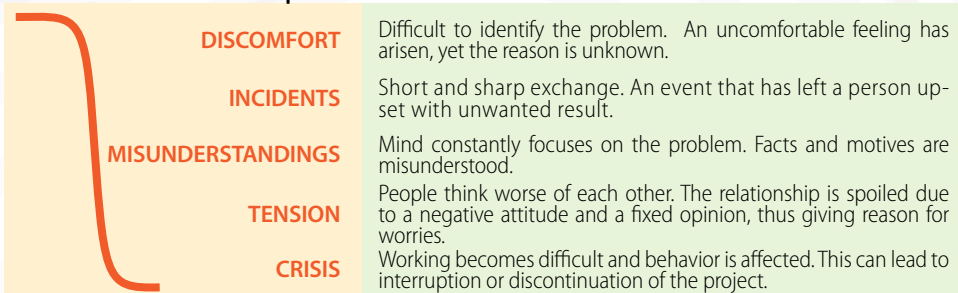 DISCOMFORT
Difficult to identify the problem. An uncomfortable feeling has
arisen, yet the reason is unknown.
INCIDENTS
Short and sharp exchange. An event that has left a person up-
set with unwanted result.
MISUNDERSTANDINGS
Mind constantly focuses on the problem. Facts and motives are
misunderstood.
TENSION
People think worse of each other. The relationship is spoiled due
to a negative attitude and a fixed opinion, thus giving reason for
worries.
CRISIS
Working becomes difficult and behavior is affected. This can lead to
interruption or discontinuation of the project.